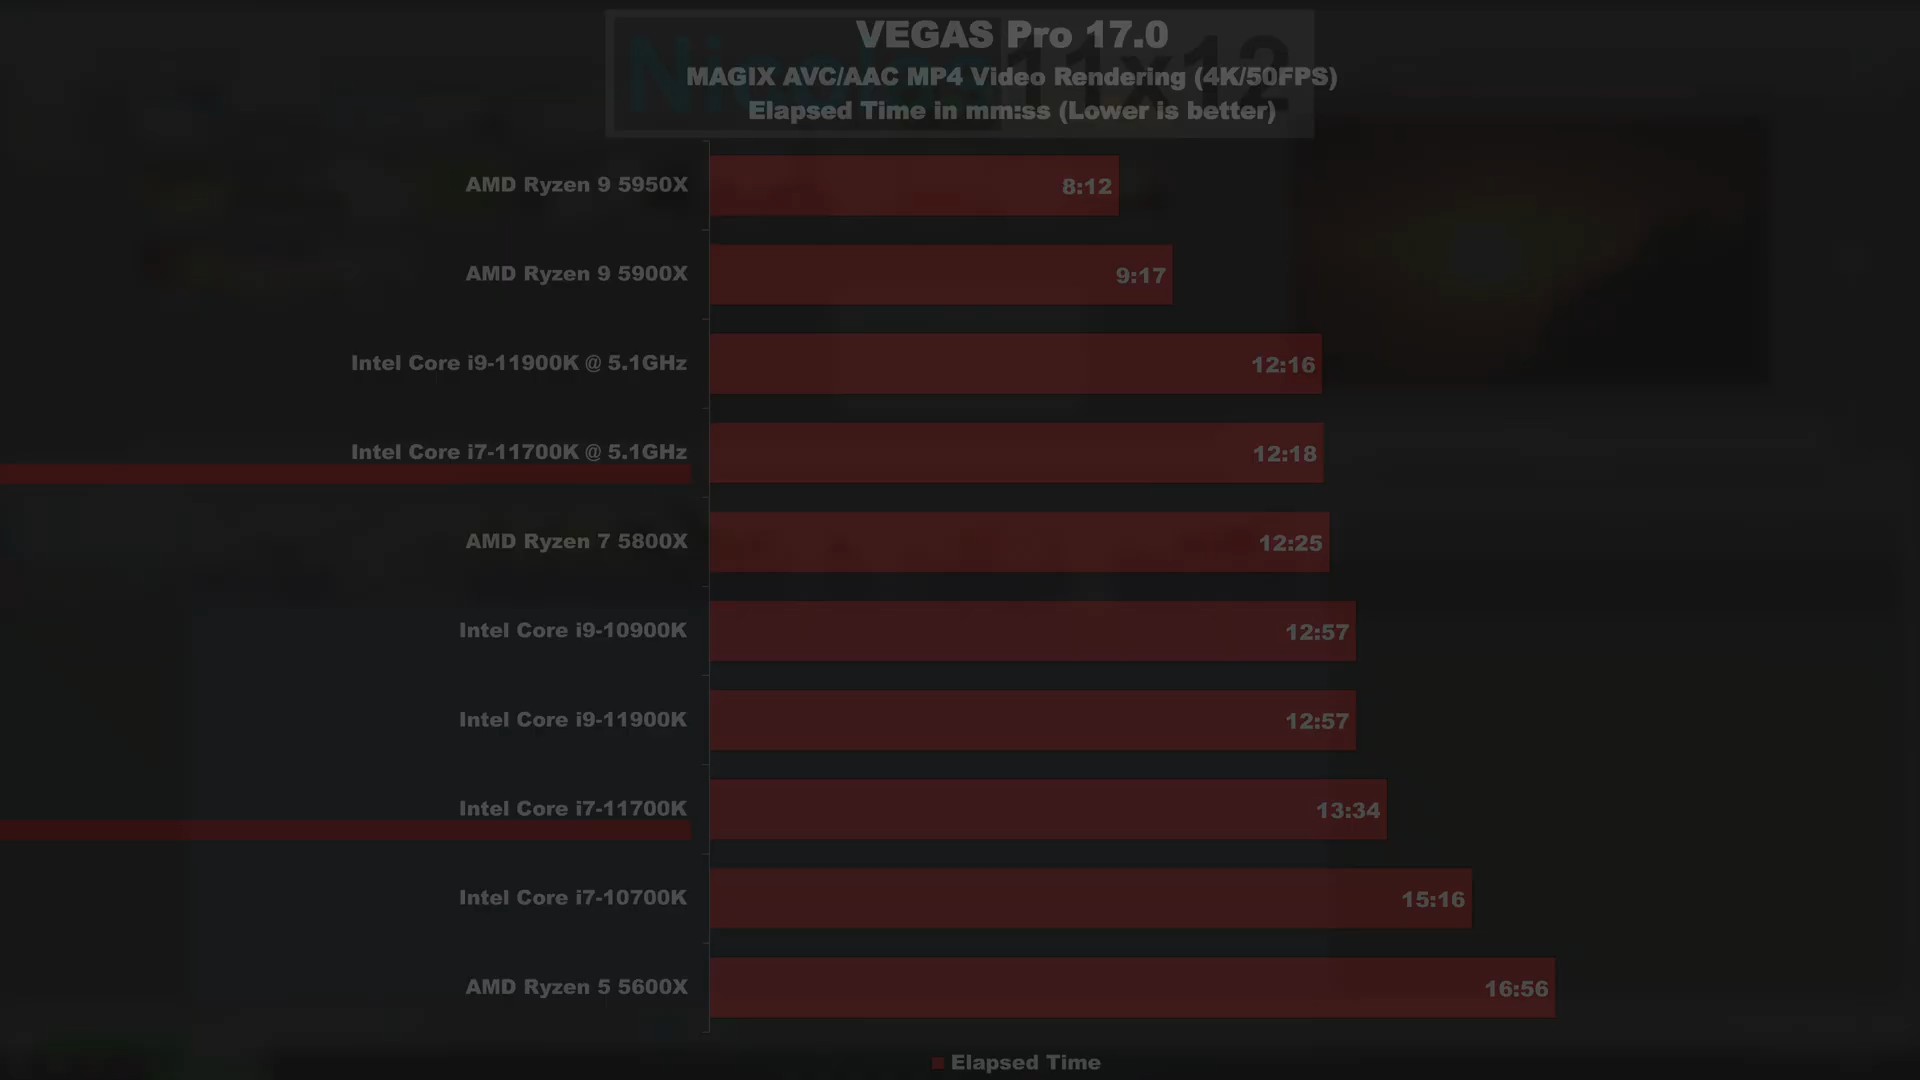 VEGAS Pro 17.0
MAGIX AVC/AAC MP4 Video Rendering (4K/50FPS)
Elapsed Time in mm:ss (Lower is better)
11x12
AMD Ryzen 9 5950X 8:12
AMD Ryzen 9 5900X 9:17
Intel Core i9-11900K @ 5.1GHz 12:16
Intel Core i7-11700K @ 5.1GHz 12:18
AMD Ryzen 7 5800X 12:25
Intel Core i9-10900K 12:57
Intel Core i9-11900K 12:57
Intel Core i7-11700K 13:34
Intel Core i7-10700K 15:16
AMD Ryzen 5 5600X 16:56
Elapsed Time